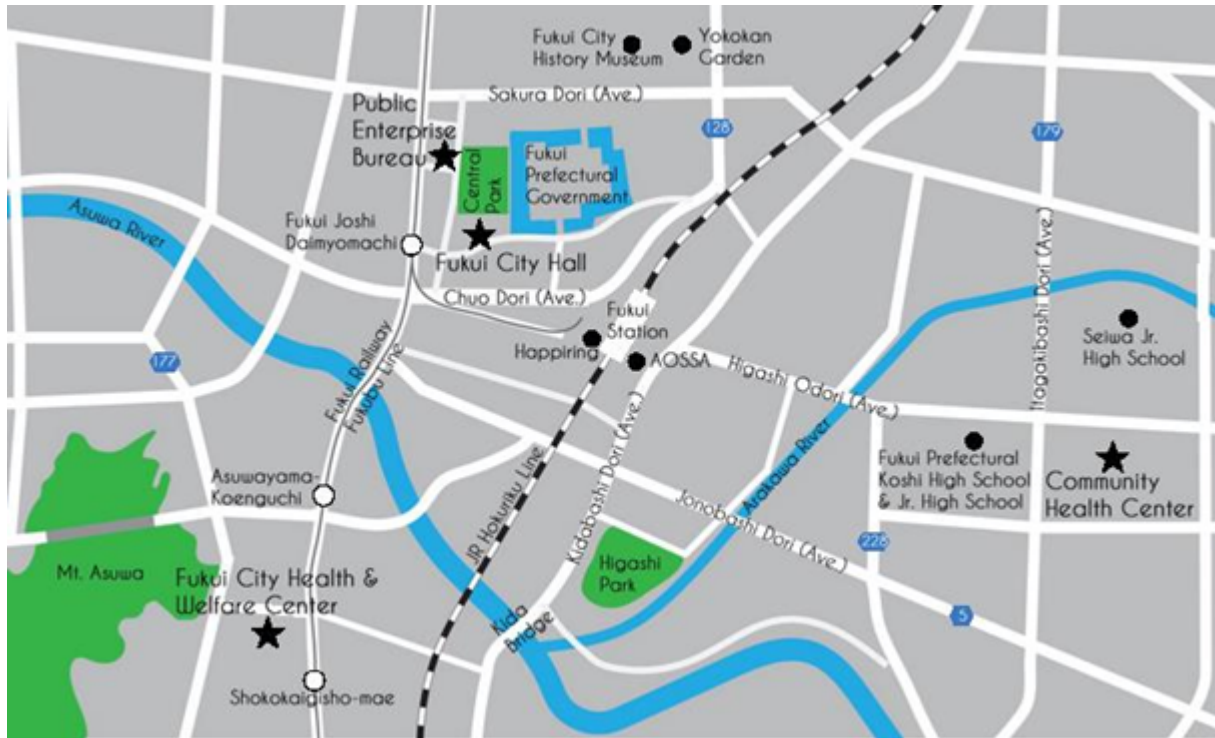 Fukui City
History Museum
Yokokan
Garden
Sakura Dori (Ave.)
Public
Enterprise
Bureau
128
179
Central
Park
Fukui
Prefectural
Government
Asuwa River
Fukui Joshi
Daimyomachi
Fukui City Hall
Chuo Dori (Ave.)
Fukui
Station
Happiring
AOSSA
Itagakibashi Dori (Ave.)
Seiwa Jr.
High School
177
Fukui Railway
Fukubu Line
Higashi Odori (Ave.)
Kidabashi Dori (Ave.)
Arakawa River
Asuwayama-
Koenguchi
JR Hokuriku Line
Jonobashi Dori (Ave.)
Fukui Prefectural
Koshi High School
& Jr. High School
Community
Health Center
228
Mt. Asuwa
Fukui City Health &
Welfare Center
Higashi
Park
Kida
Bridge
5
Shokokaigisho-mae